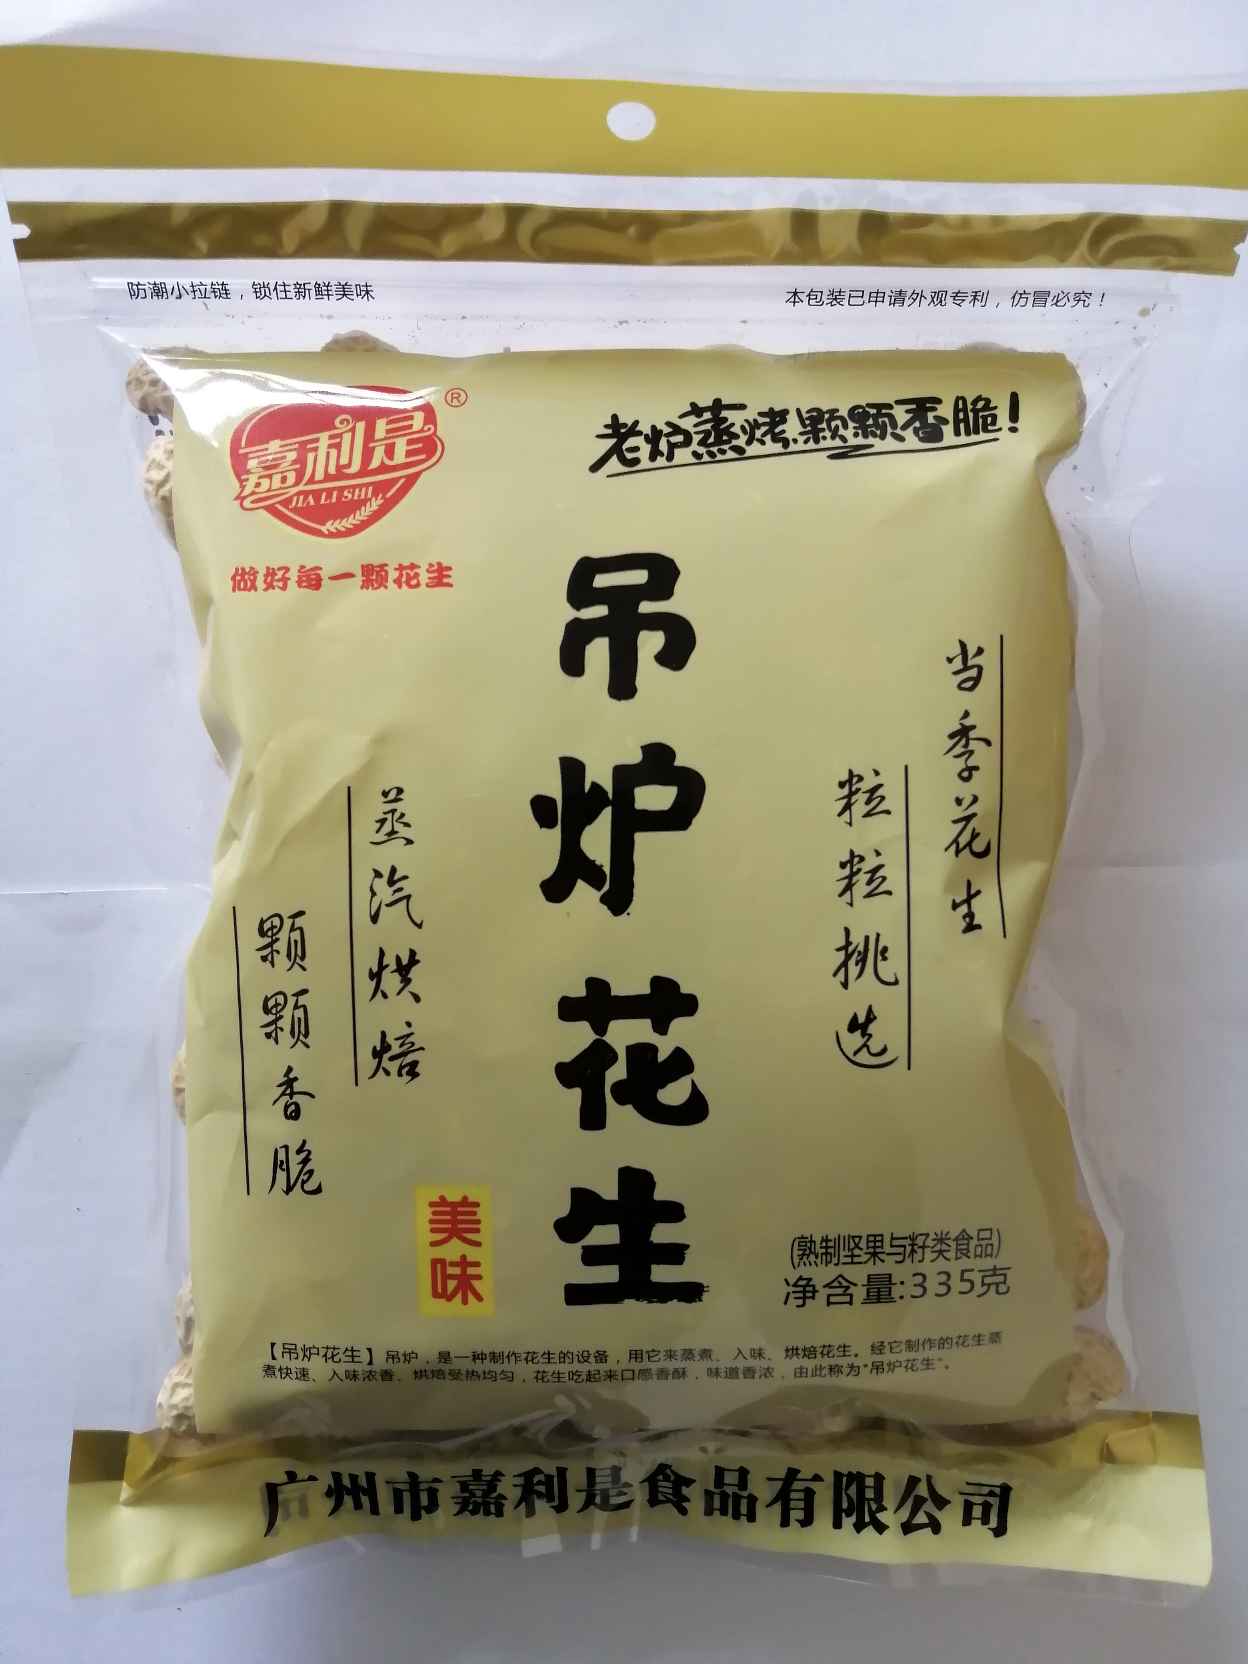 防潮小拉链，锁住新鲜美味
本包装已申请外观专利，仿冒必究！
嘉利是
®
JIA LI SHI
做好每一颗花生
老炉蒸烤颗颗香脆！
吊炉花生
当季花生
粒粒挑选
蒸汽烘焙
颗颗香脆
美味
(熟制坚果与籽类食品)
净含量:335克
【吊炉花生】吊炉，是一种制作花生的设备，用它来蒸煮、入味、烘焙花生。经它制作的花生蒸
煮快速、入味浓香、烘焙受热均匀，花生吃起来口感香酥，味道香浓，由此称为“吊炉花生”。
广州市嘉利是食品有限公司